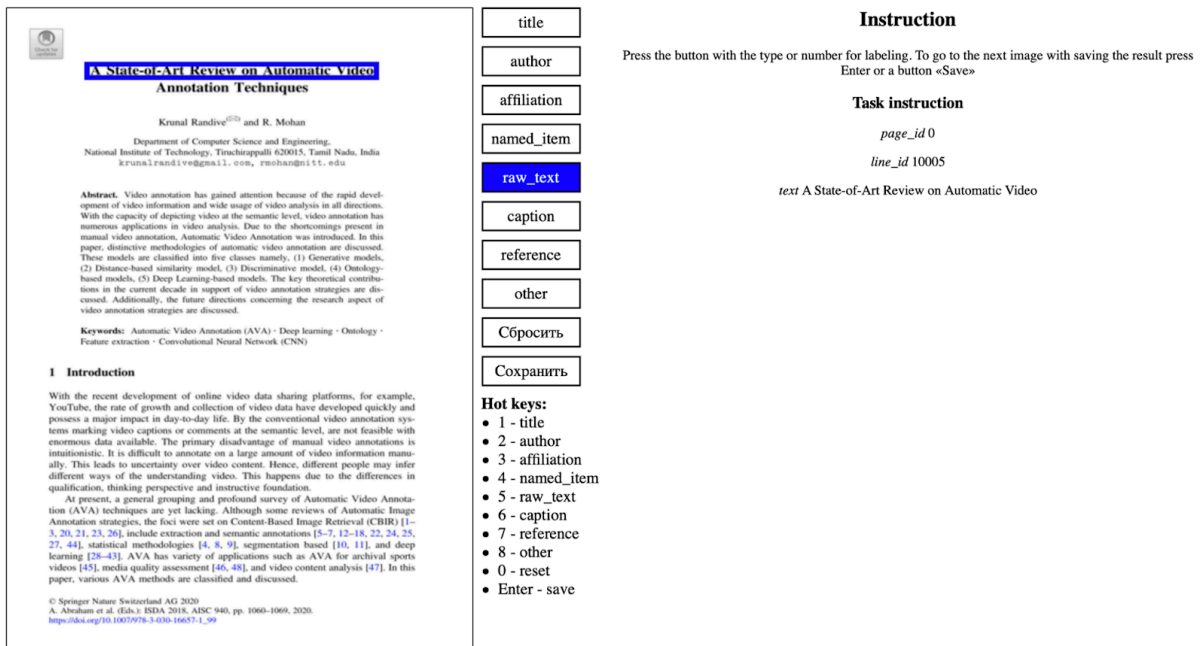 Check for
updates
A State-of-Art Review on Automatic Video
Annotation Techniques
Krunal Randive and R. Mohan
Department of Computer Science and Engineering,
National Institute of Technology, Tiruchirappalli 620015, Tamil Nadu, India
krunalrandive@gmail.com, rmohan@nitt.edu
Abstract. Video annotation has gained attention because of the rapid devel-
opment of video information and wide usage of video analysis in all directions.
With the capacity of depicting video at the semantic level, video annotation has
numerous applications in video analysis. Due to the shortcomings present in
manual video annotation, Automatic Video Annotation was introduced. In this
paper, distinctive methodologies of automatic video annotation are discussed.
These models are classified into five classes namely, (1) Generative models,
(2) Distance-based similarity model, (3) Discriminative model, (4) Ontology-
based models, (5) Deep Learning-based models. The key theoretical contribu-
tions in the current decade in support of video annotation strategies are dis-
cussed. Additionally, the future directions concerning the research aspect of
video annotation strategies are discussed.
Keywords: Automatic Video Annotation (AVA) · Deep learning · Ontology ·
Feature extraction · Convolutional Neural Network (CNN)
1 Introduction
With the recent development of online video data sharing platforms, for example,
YouTube, the rate of growth and collection of video data have developed quickly and
possess a major impact in day-to-day life. By the conventional video annotation sys-
tems marking video captions or comments at the semantic level, are not feasible with
enormous data available. The primary disadvantage of manual video annotations is
intuitionistic. It is difficult to annotate on a large amount of video information manu-
ally. This leads to uncertainty over video content. Hence, different people may infer
different ways of the understanding video. This happens due to the differences in
qualification, thinking perspective and instructive foundation.
At present, a general grouping and profound survey of Automatic Video Annota-
tion (AVA) techniques are yet lacking. Although some reviews of Automatic Image
Annotation strategies, the foci were set on Content-Based Image Retrieval (CBIR) [1–
3, 20, 21, 23, 26], include extraction and semantic annotations [5–7, 12–18, 22, 24, 25,
27, 44], statistical methodologies [4, 8, 9], segmentation based [10, 11], and deep
learning [28–43]. AVA has variety of applications such as AVA for archival sports
videos [45], media quality assessment [46, 48], and video content analysis [47]. In this
paper, various AVA methods are classified and discussed.
© Springer Nature Switzerland AG 2020
A. Abraham et al. (Eds.): ISDA 2018, AISC 940, pp. 1060–1069, 2020.
https://doi.org/10.1007/978-3-030-16657-1_99
title
author
affiliation
named_item
raw_text
caption
reference
other
Сбросить
Сохранить
Hot keys:
• 1 - title
• 2 - author
• 3 - affiliation
• 4 - named_item
• 5 - raw_text
• 6 - caption
• 7 - reference
• 8 - other
• 0 - reset
• Enter - save
Instruction
Press the button with the type or number for labeling. To go to the next image with saving the result press
Enter or a button «Save»
Task instruction
page_id 0
line_id 10005
text A State-of-Art Review on Automatic Video